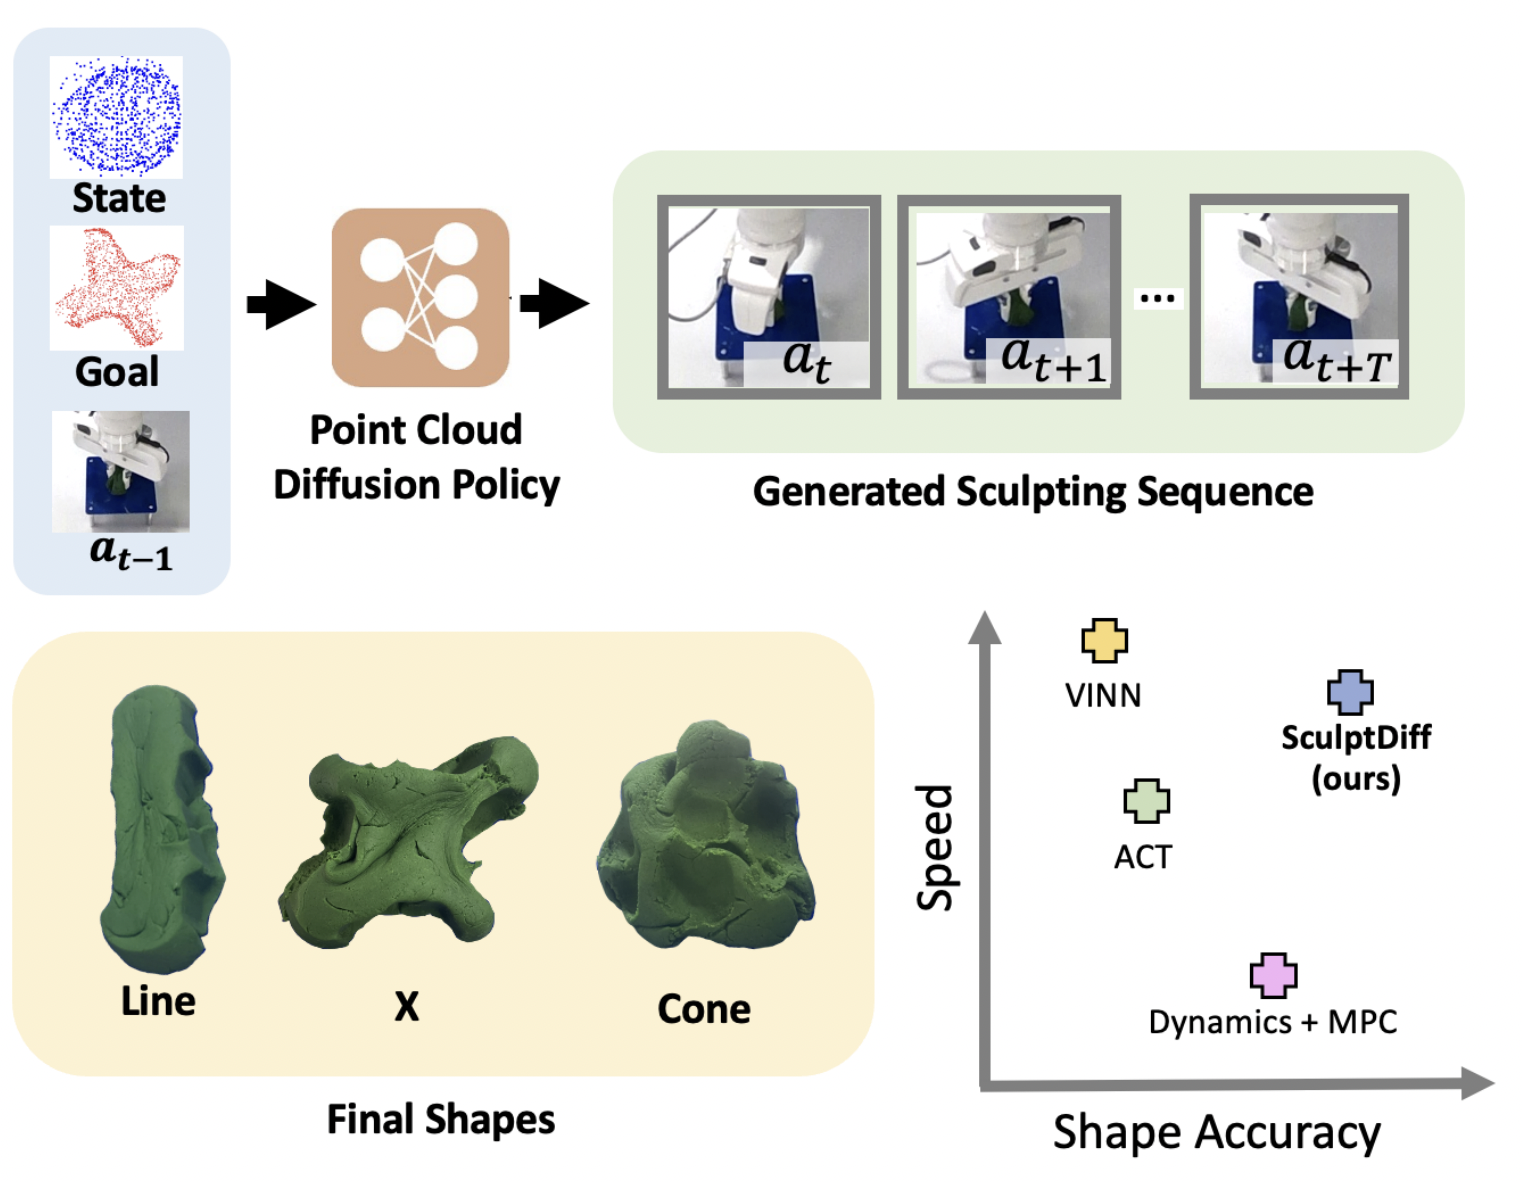 State
Goal
a_{t-1}
Point Cloud
Diffusion Policy
a_t
a_{t+1}
...
a_{t+T}
Generated Sculpting Sequence
Line
X
Cone
Final Shapes
VINN
SculptDiff
(ours)
ACT
Dynamics + MPC
Speed
Shape Accuracy